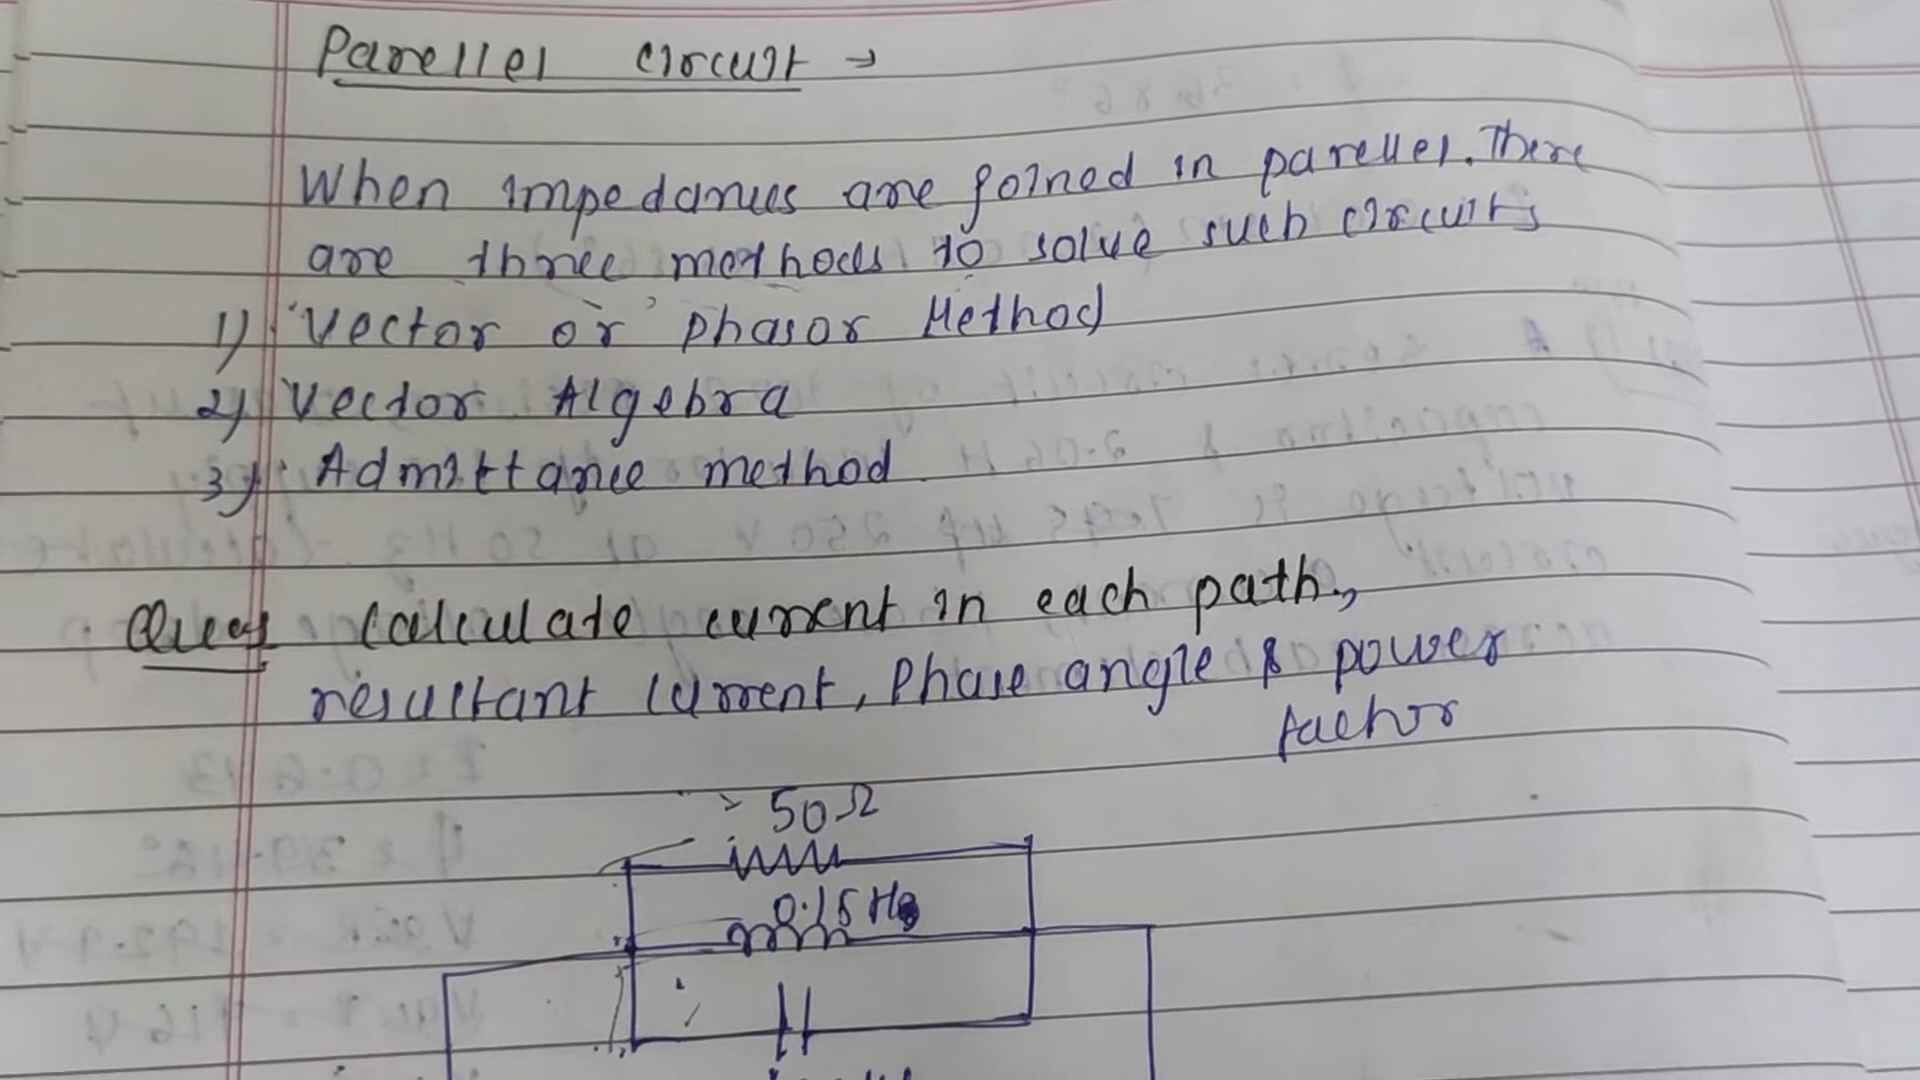 Parellel circuit →
When impedances are joined in parellel. There
are three methods to solve such circuits
1) Vector or phasor Method
2) Vector Algebra
3) Admittance method
Ques Calculate current in each path,
resultant current, Phase angle & power
factor
50Ω
0.15 H